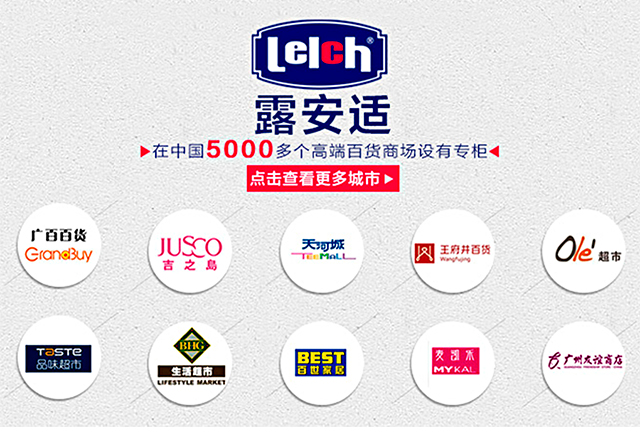 Lelch®
露安适
在中国5000多个高端百货商场设有专柜
点击查看更多城市
广百百货
GrandBuy
JUSCO
吉之島
天河城
TEEMALL
王府井百货
Wangfujing
Olé 超市
TaSTe
品味超市
BHG
生活超市
LIFESTYLE MARKET
BEST
百世家居
麦凯乐
MYKAL
广州友谊商店
GUANGZHOU FRIENDSHIP STORE